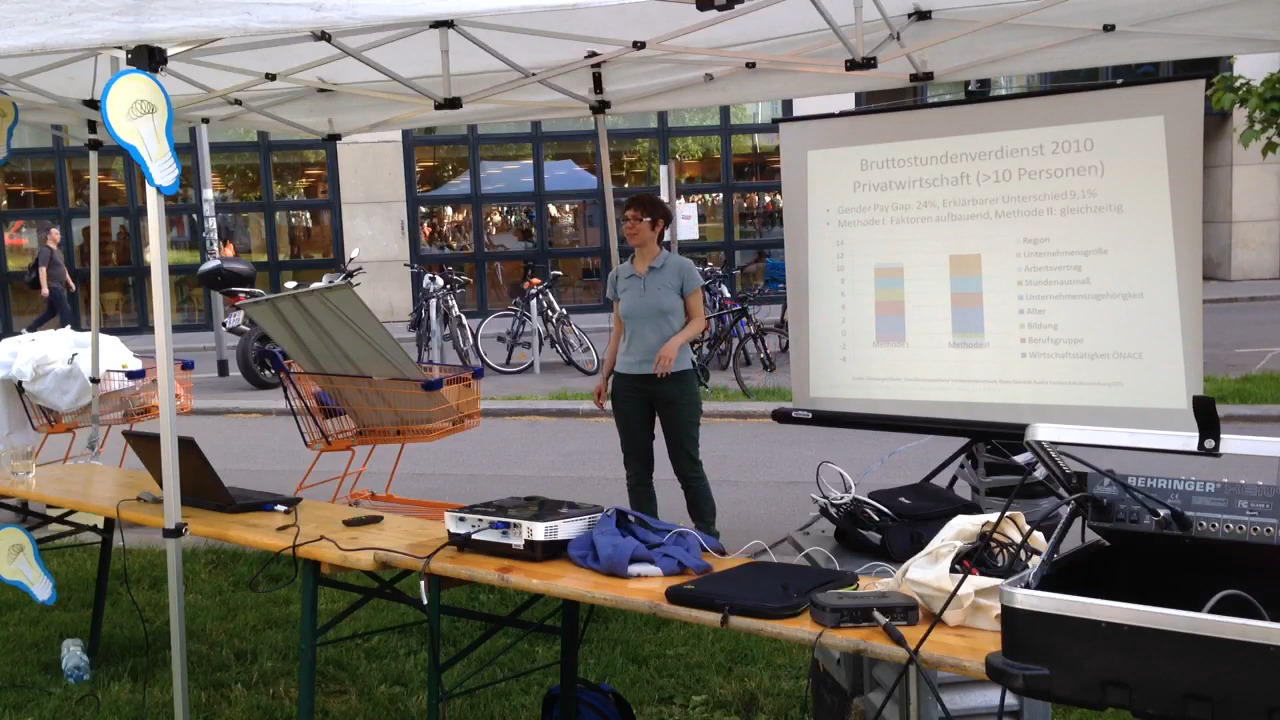 Bruttostundenverdienst 2010
Privatwirtschaft (>10 Personen)
• Gender Pay Gap: 24%, Erklärbarer Unterschied 9,1%
• Methode I: Faktoren aufbauend, Methode II: gleichzeitig
14
12
10
8
6
4
2
0
-2
-4
Methode I
Methode II
Region
Unternehmensgröße
Arbeitsvertrag
Stundenausmaß
Unternehmenszugehörigkeit
Alter
Bildung
Berufsgruppe
Wirtschaftstätigkeit ÖNACE
BEHRINGER